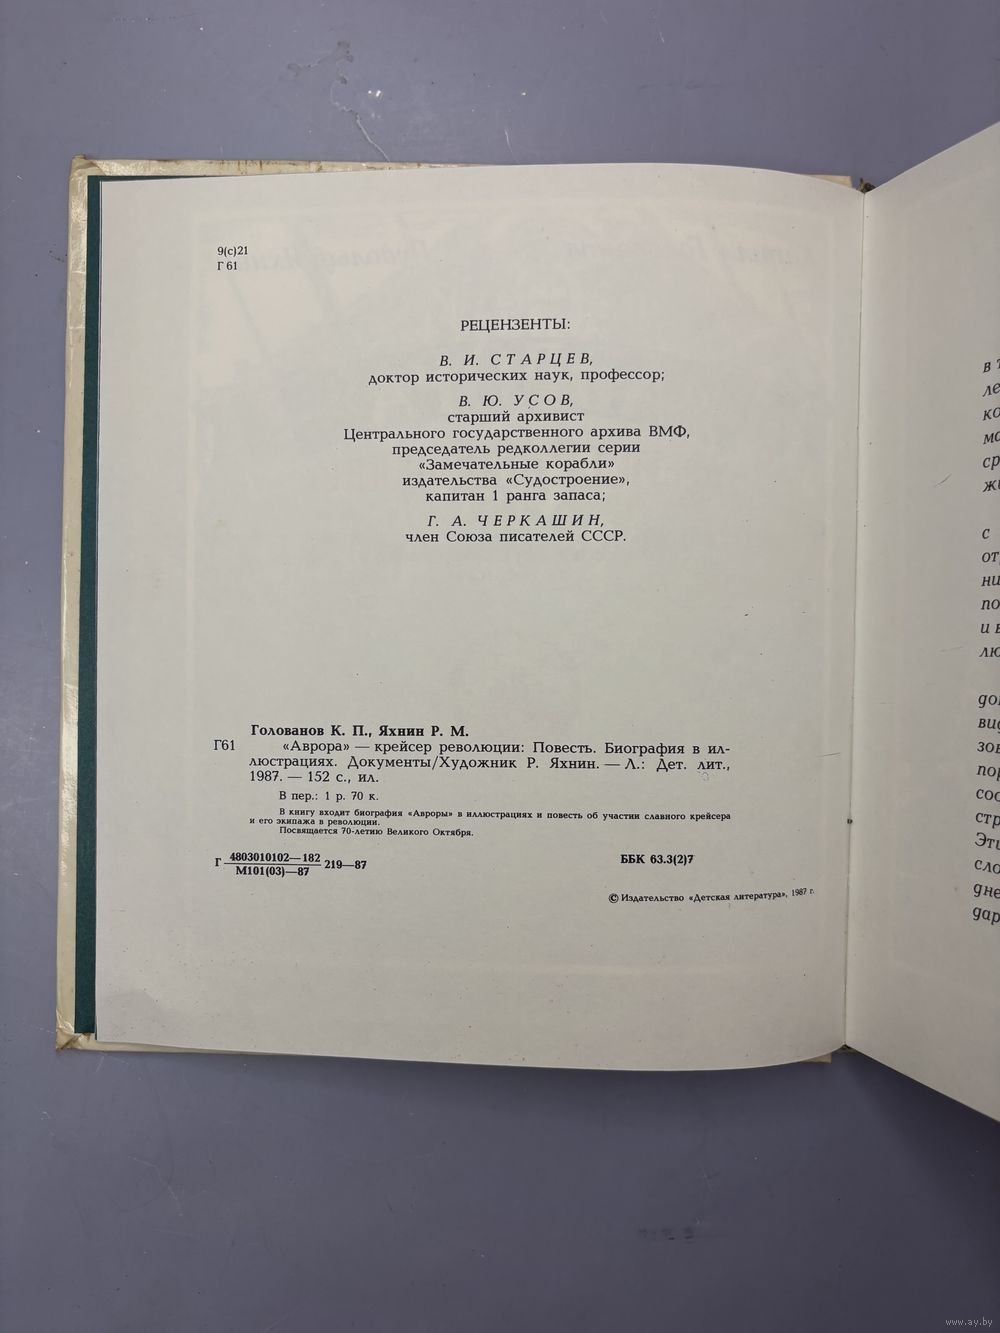 9(с)21
Г 61
РЕЦЕНЗЕНТЫ:
В. И. СТАРЦЕВ,
доктор исторических наук, профессор;
В. Ю. УСОВ,
старший архивист
Центрального государственного архива ВМФ,
председатель редколлегии серии
«Замечательные корабли»
издательства «Судостроение»,
капитан 1 ранга запаса;
Г. А. ЧЕРКАШИН,
член Союза писателей СССР.
Голованов К. П., Яхнин Р. М.
Г61 «Аврора» — крейсер революции: Повесть. Биография в ил-
люстрациях. Документы/Художник Р. Яхнин. — Л.: Дет. лит.,
1987. — 152 с., ил.
В пер.: 1 р. 70 к.
В книгу входит биография «Авроры» в иллюстрациях и повесть об участии славного крейсера
и его экипажа в революции.
Посвящается 70-летию Великого Октября.
Г 4803010102—182
М101(03)—87 219—87
ББК 63.3(2)7
© Издательство «Детская литература», 1987 г.
www.ay.by